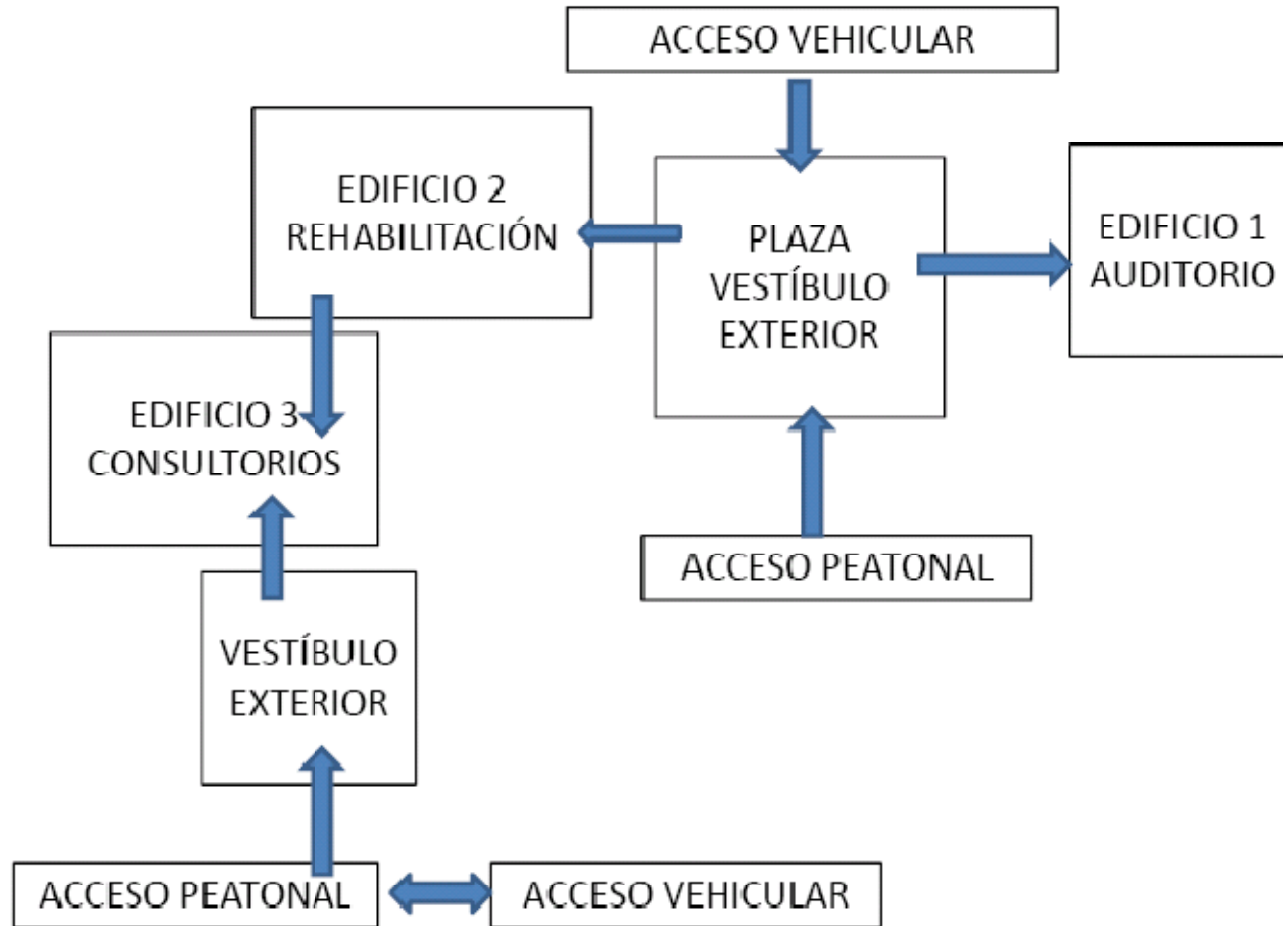 ACCESO VEHICULAR
EDIFICIO 2
REHABILITACIÓN
PLAZA
VESTÍBULO
EXTERIOR
EDIFICIO 1
AUDITORIO
EDIFICIO 3
CONSULTORIOS
ACCESO PEATONAL
VESTÍBULO
EXTERIOR
ACCESO PEATONAL
ACCESO VEHICULAR